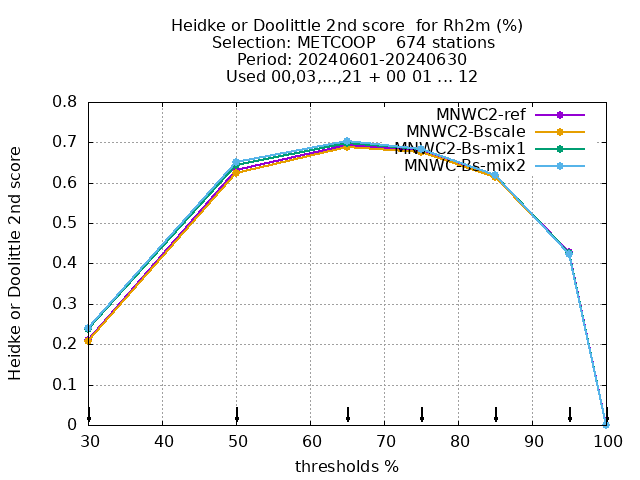 Heidke or Doolittle 2nd score  for Rh2m (%)
Selection: METCOOP    674 stations
Period: 20240601-20240630
Used 00,03,...,21 + 00 01 ... 12
MNWC2-ref
MNWC2-Bscale
MNWC2-Bs-mix1
MNWC-Bs-mix2
Heidke or Doolittle 2nd score
0.8
0.7
0.6
0.5
0.4
0.3
0.2
0.1
0
30 40 50 60 70 80 90 100
thresholds %